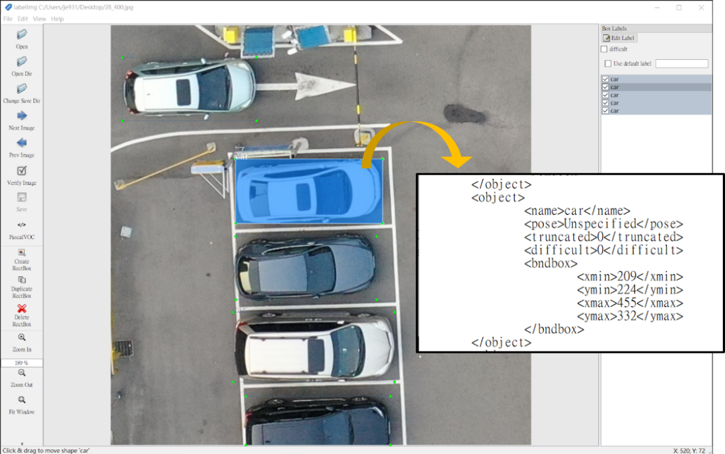 labelImg C:/Users/jie931/Desktop/20_400.jpg
File Edit View Help
Open
Open Dir
Change Save Dir
Next Image
Prev Image
Verify Image
Save
</>
PascalVOC
Create
RectBox
Duplicate
RectBox
Delete
RectBox
Zoom In
289 %
Zoom Out
Fit Window
Box Labels
Edit Label
difficult
Use default label
car
car
car
car
car
</object>
<object>
<name>car</name>
<pose>Unspecified</pose>
<truncated>0</truncated>
<difficult>0</difficult>
<bndbox>
<xmin>209</xmin>
<ymin>224</ymin>
<xmax>455</xmax>
<ymax>332</ymax>
</bndbox>
</object>
Click & drag to move shape 'car'
X: 520; Y: 72